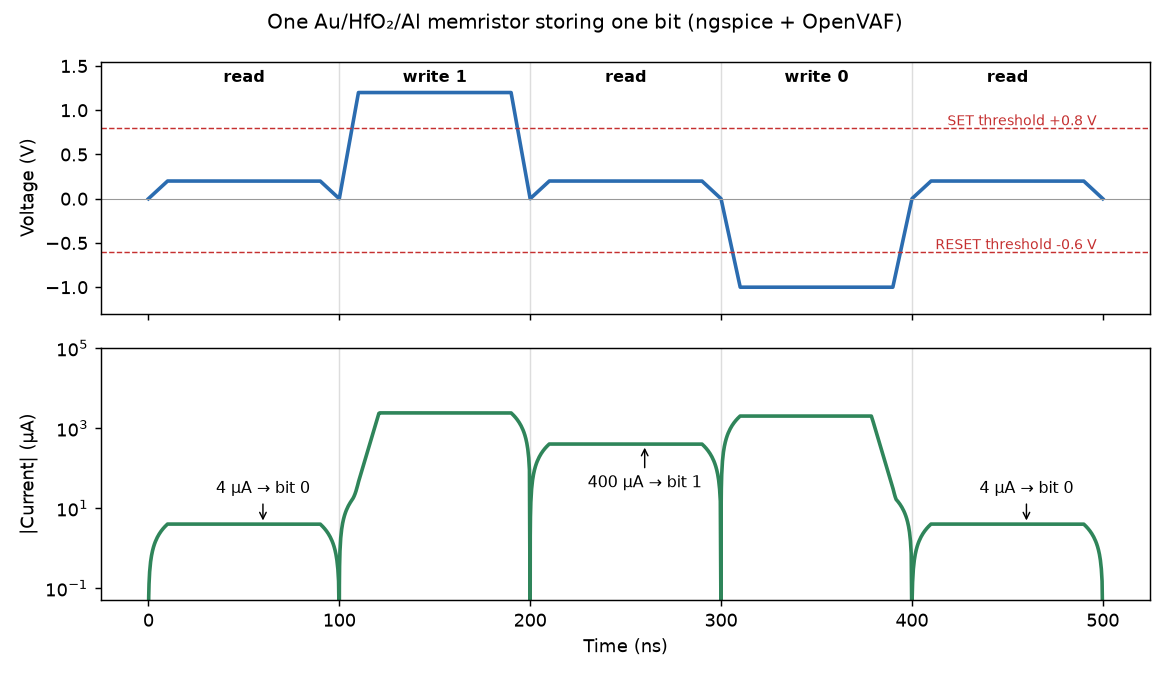 One Au/HfO₂/Al memristor storing one bit (ngspice + OpenVAF)
read write 1 read write 0 read
1.5
1.0
0.5
0.0
−0.5
−1.0
Voltage (V)
SET threshold +0.8 V
RESET threshold -0.6 V
10⁵
10³
10¹
10⁻¹
|Current| (µA)
4 µA → bit 0
400 µA → bit 1
4 µA → bit 0
0 100 200 300 400 500
Time (ns)